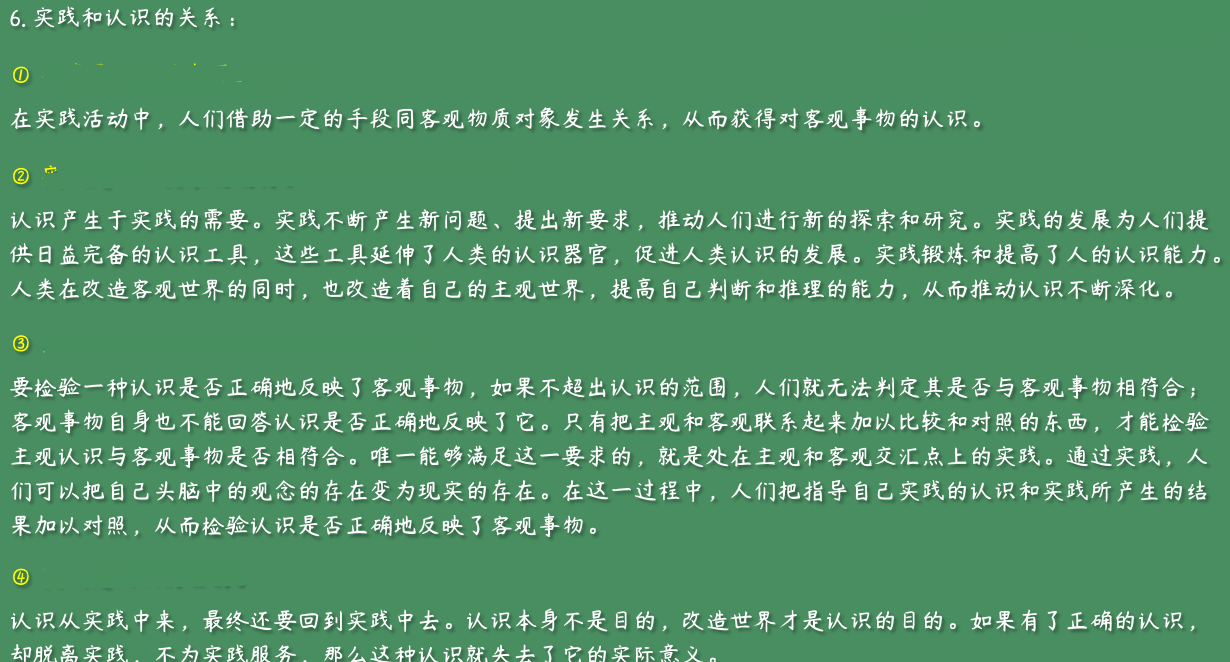 6. 实践和认识的关系：
①
在实践活动中，人们借助一定的手段同客观物质对象发生关系，从而获得对客观事物的认识。
②
认识产生于实践的需要。实践不断产生新问题、提出新要求，推动人们进行新的探索和研究。实践的发展为人们提
供日益完备的认识工具，这些工具延伸了人类的认识器官，促进人类认识的发展。实践锻炼和提高了人的认识能力。
人类在改造客观世界的同时，也改造着自己的主观世界，提高自己判断和推理的能力，从而推动认识不断深化。
③
要检验一种认识是否正确地反映了客观事物，如果不超出认识的范围，人们就无法判定其是否与客观事物相符合；
客观事物自身也不能回答认识是否正确地反映了它。只有把主观和客观联系起来加以比较和对照的东西，才能检验
主观认识与客观事物是否相符合。唯一能够满足这一要求的，就是处在主观和客观交汇点上的实践。通过实践，人
们可以把自己头脑中的观念的存在变为现实的存在。在这一过程中，人们把指导自己实践的认识和实践所产生的结
果加以对照，从而检验认识是否正确地反映了客观事物。
④
认识从实践中来，最终还要回到实践中去。认识本身不是目的，改造世界才是认识的目的。如果有了正确的认识，
却脱离实践，不为实践服务，那么这种认识就失去了它的实际意义。